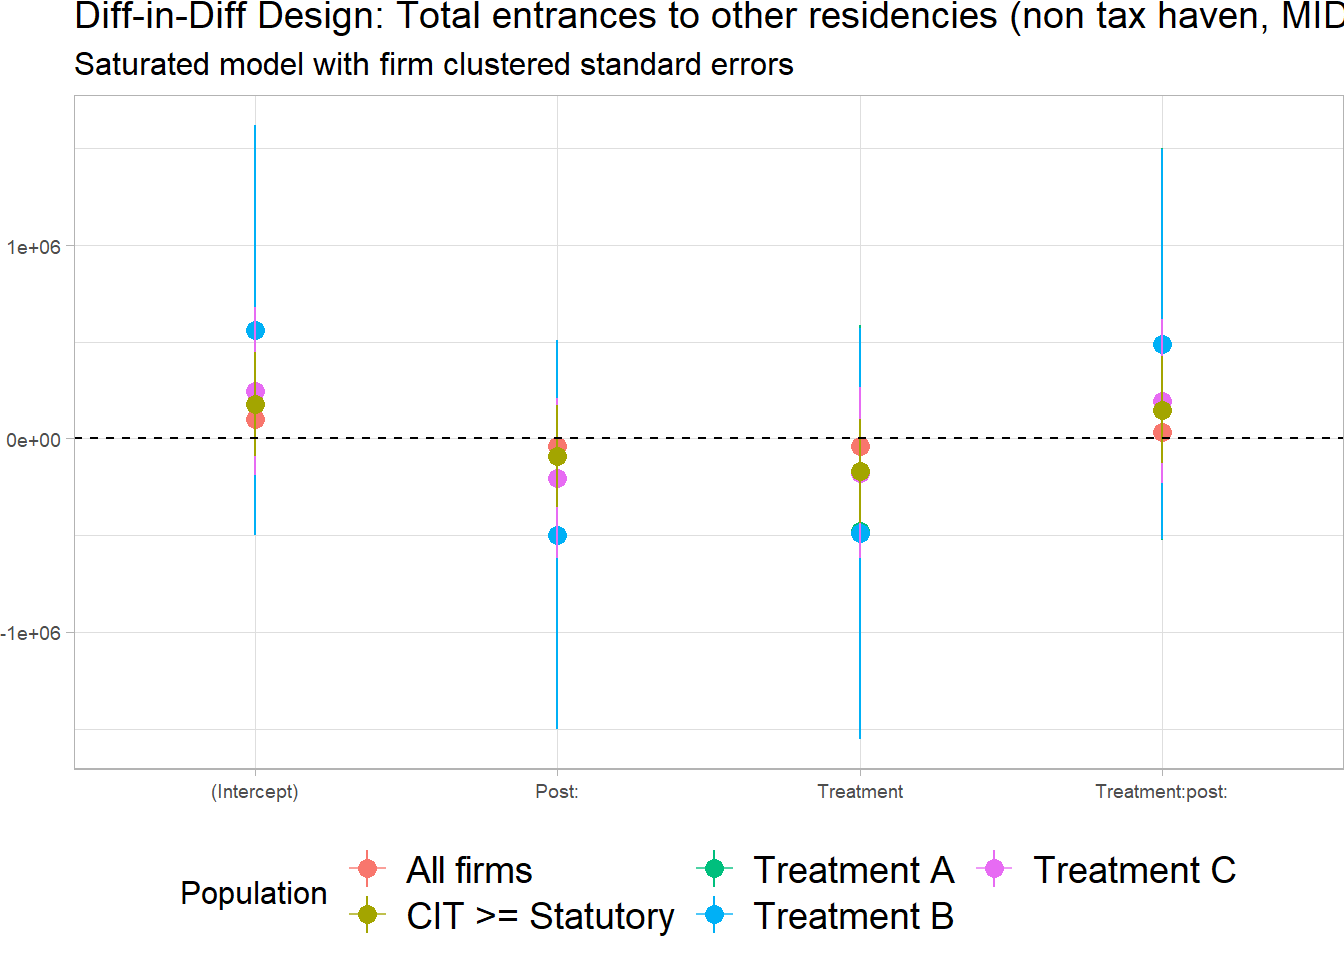 Diff-in-Diff Design: Total entrances to other residencies (non tax haven, MID
Saturated model with firm clustered standard errors
1e+06
0e+00
-1e+06
(Intercept) Post: Treatment Treatment:post:
Population
All firms Treatment A Treatment C
CIT >= Statutory Treatment B